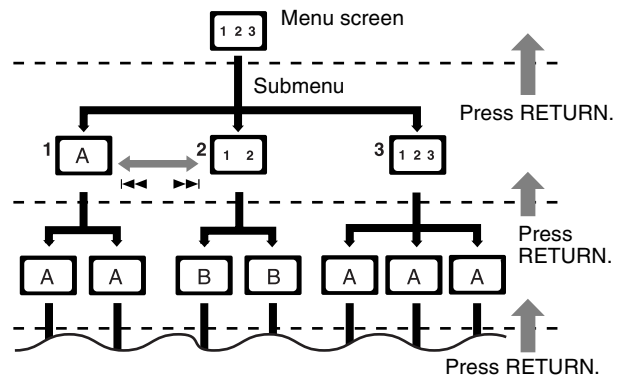 1 2 3
Menu screen
Submenu
Press RETURN.
1
A
2
1 2
3
1 2 3
Press
RETURN.
A
A
B
B
A
A
A
Press RETURN.